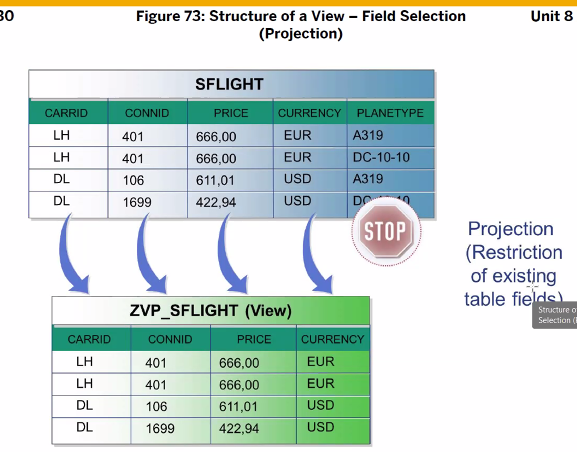 30 Figure 73: Structure of a View – Field Selection Unit 8
(Projection)
SFLIGHT
CARRID CONNID PRICE CURRENCY PLANETYPE
LH 401 666,00 EUR A319
LH 401 666,00 EUR DC-10-10
DL 106 611,01 USD A319
DL 1699 422,94 USD
STOP
Projection
(Restriction
of existing
table fields)
Structure o
Selection (
ZVP_SFLIGHT (View)
CARRID CONNID PRICE CURRENCY
LH 401 666,00 EUR
LH 401 666,00 EUR
DL 106 611,01 USD
DL 1699 422,94 USD